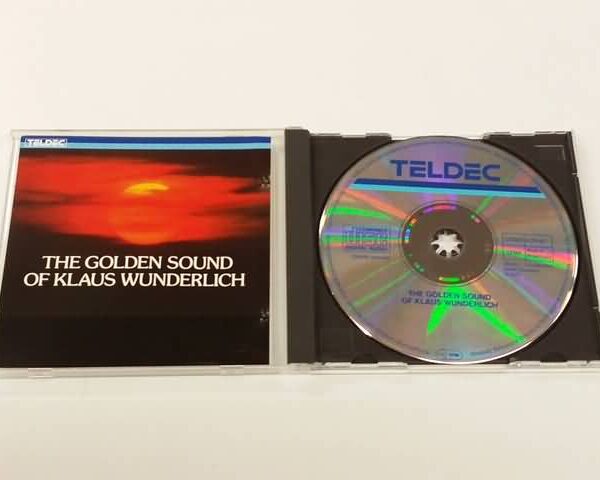 TELDEC
THE GOLDEN SOUND
OF KLAUS WUNDERLICH
TELDEC
THE GOLDEN SOUND
OF KLAUS WUNDERLICH